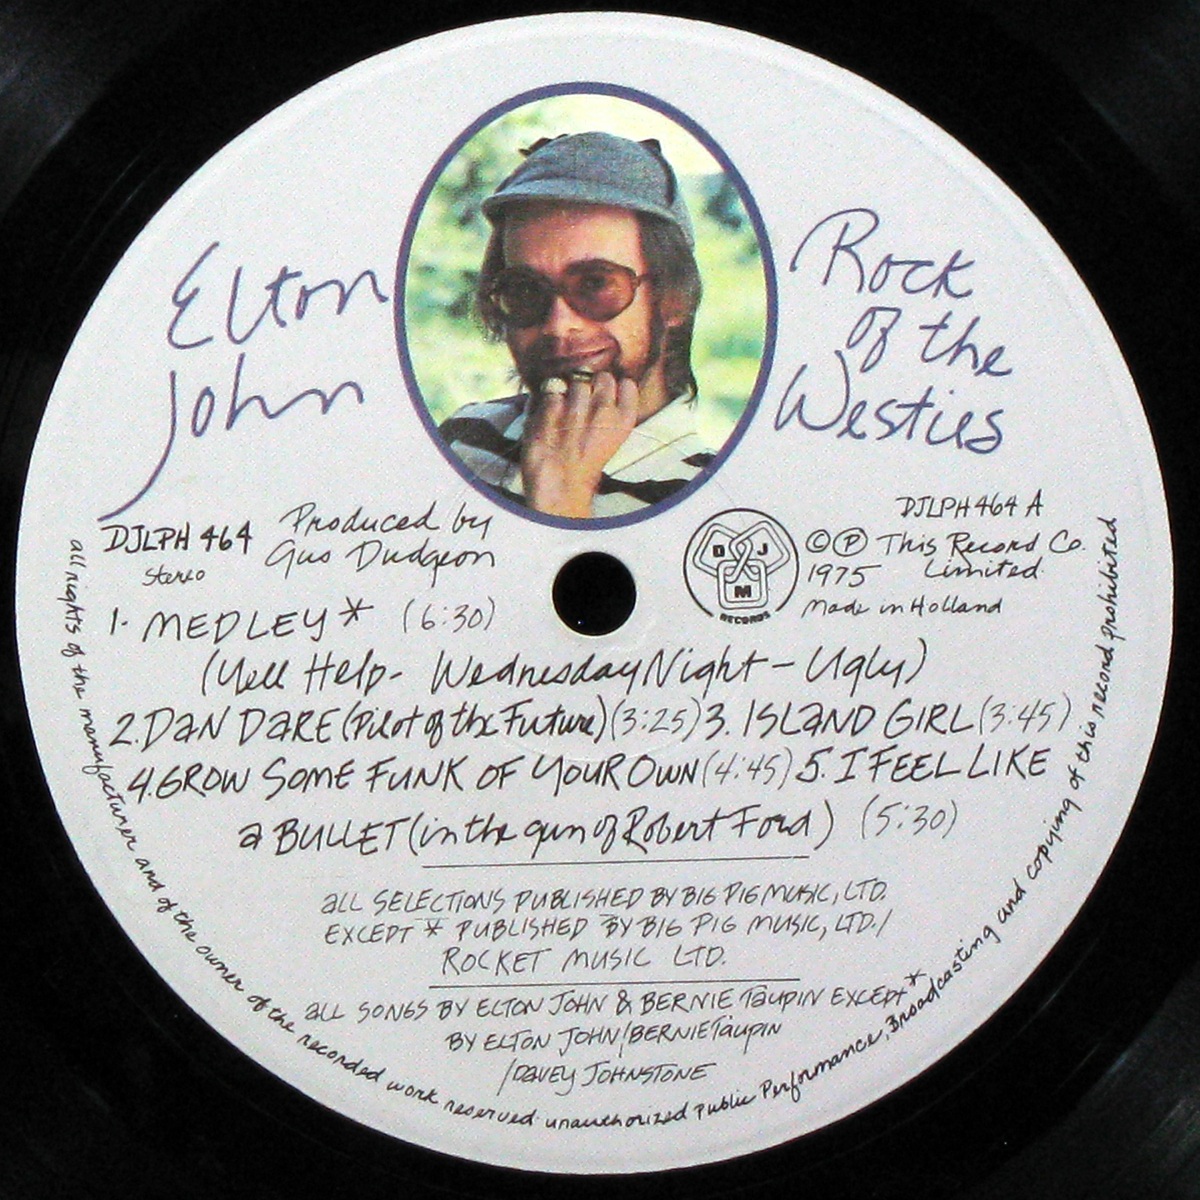 Elton
John
Rock
of the
Westies
DJLPH 464
Stereo
Produced by
Gus Dudgeon
D J
M
RECORDS
DJLPH 464 A
© ℗ This Record Co.
1975 Limited
Made in Holland
1. MEDLEY* (6:30)
(Yell Help - Wednesday Night - Ugly)
2. DAN DARE (Pilot of the Future) (3:25) 3. ISLAND GIRL (3:45)
4. GROW SOME FUNK OF YOUR OWN (4:45) 5. I FEEL LIKE
a BULLET (in the gun of Robert Ford) (5:30)
ALL SELECTIONS PUBLISHED BY BIG PIG MUSIC, LTD.
EXCEPT * PUBLISHED BY BIG PIG MUSIC, LTD./
ROCKET MUSIC LTD.
ALL SONGS BY ELTON JOHN & BERNIE TAUPIN EXCEPT*
BY ELTON JOHN/BERNIE TAUPIN
/DAVEY JOHNSTONE
all rights of the manufacturer and of the owner of the recorded work reserved unauthorized public Performance, Broadcasting and copying of this record prohibited